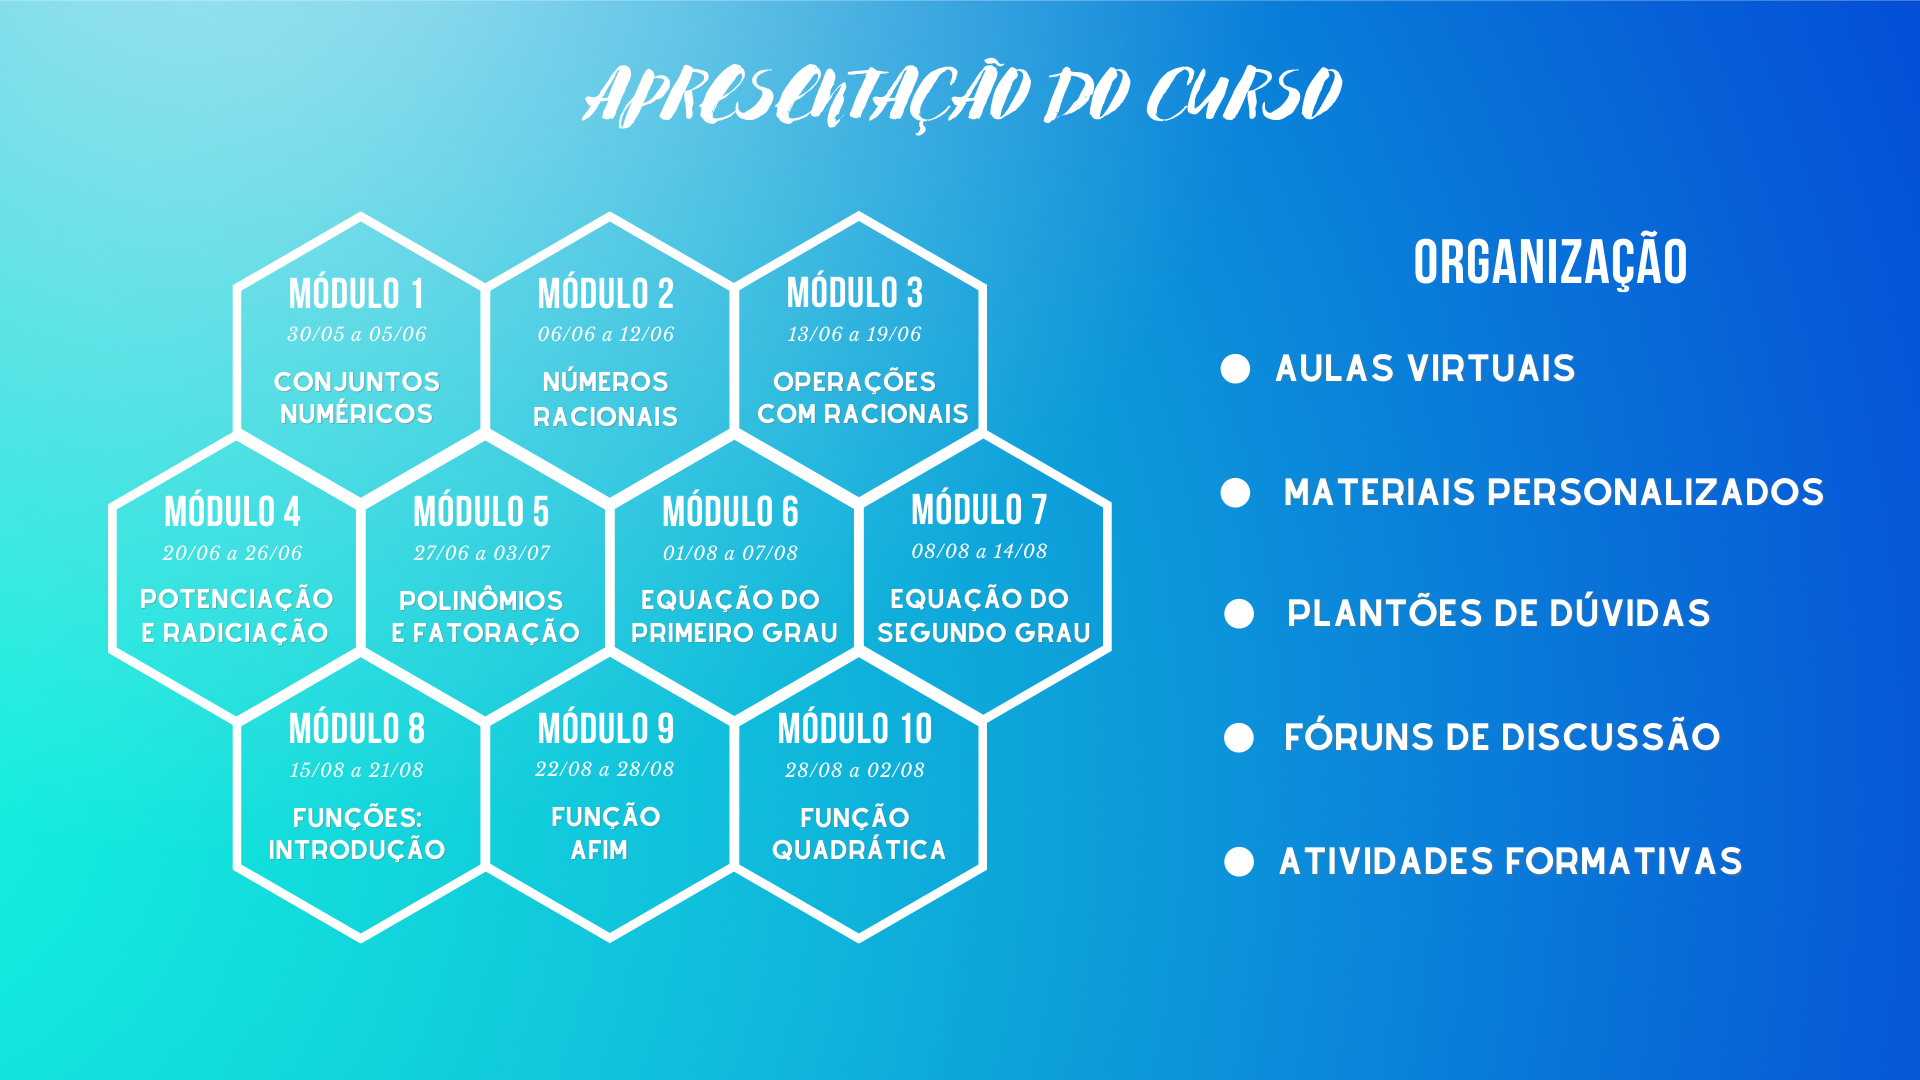 APRESENTAÇÃO DO CURSO
MÓDULO 1
30/05 a 05/06
CONJUNTOS
NUMÉRICOS
MÓDULO 2
06/06 a 12/06
NÚMEROS
RACIONAIS
MÓDULO 3
13/06 a 19/06
OPERAÇÕES
COM RACIONAIS
MÓDULO 4
20/06 a 26/06
POTENCIAÇÃO
E RADICIAÇÃO
MÓDULO 5
27/06 a 03/07
POLINÔMIOS
E FATORAÇÃO
MÓDULO 6
01/08 a 07/08
EQUAÇÃO DO
PRIMEIRO GRAU
MÓDULO 7
08/08 a 14/08
EQUAÇÃO DO
SEGUNDO GRAU
MÓDULO 8
15/08 a 21/08
FUNÇÕES:
INTRODUÇÃO
MÓDULO 9
22/08 a 28/08
FUNÇÃO
AFIM
MÓDULO 10
28/08 a 02/08
FUNÇÃO
QUADRÁTICA
ORGANIZAÇÃO
AULAS VIRTUAIS
MATERIAIS PERSONALIZADOS
PLANTÕES DE DÚVIDAS
FÓRUNS DE DISCUSSÃO
ATIVIDADES FORMATIVAS